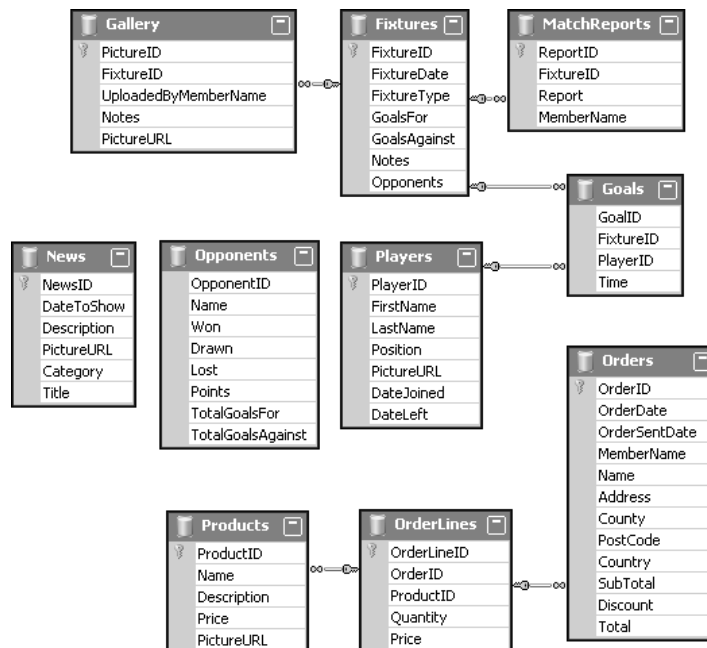 Gallery
PictureID
FixtureID
UploadedByMemberName
Notes
PictureURL
Fixtures
FixtureID
FixtureDate
FixtureType
GoalsFor
GoalsAgainst
Notes
Opponents
MatchReports
ReportID
FixtureID
Report
MemberName
Goals
GoalID
FixtureID
PlayerID
Time
News
NewsID
DateToShow
Description
PictureURL
Category
Title
Opponents
OpponentID
Name
Won
Drawn
Lost
Points
TotalGoalsFor
TotalGoalsAgainst
Players
PlayerID
FirstName
LastName
Position
PictureURL
DateJoined
DateLeft
Orders
OrderID
OrderDate
OrderSentDate
MemberName
Name
Address
County
PostCode
Country
SubTotal
Discount
Total
Products
ProductID
Name
Description
Price
PictureURL
OrderLines
OrderLineID
OrderID
ProductID
Quantity
Price